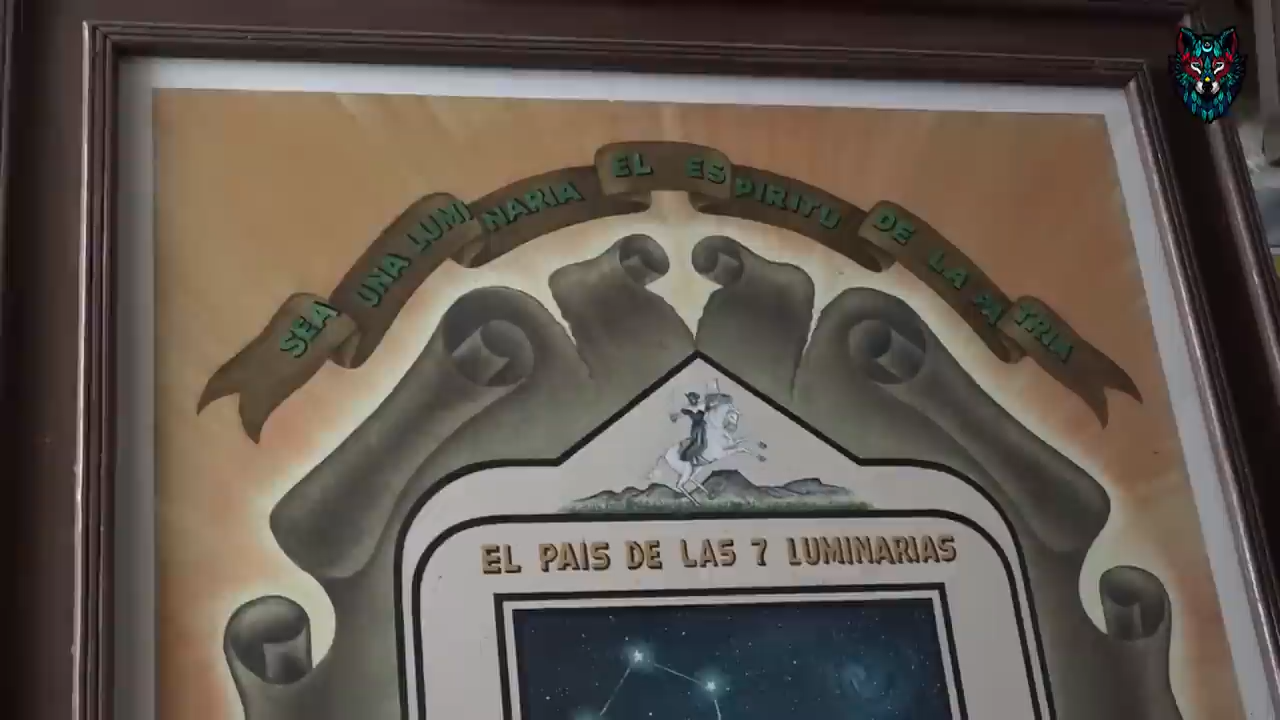 SEA UNA LUMINARIA EL ESPIRITU DE LA PATRIA
EL PAIS DE LAS 7 LUMINARIAS